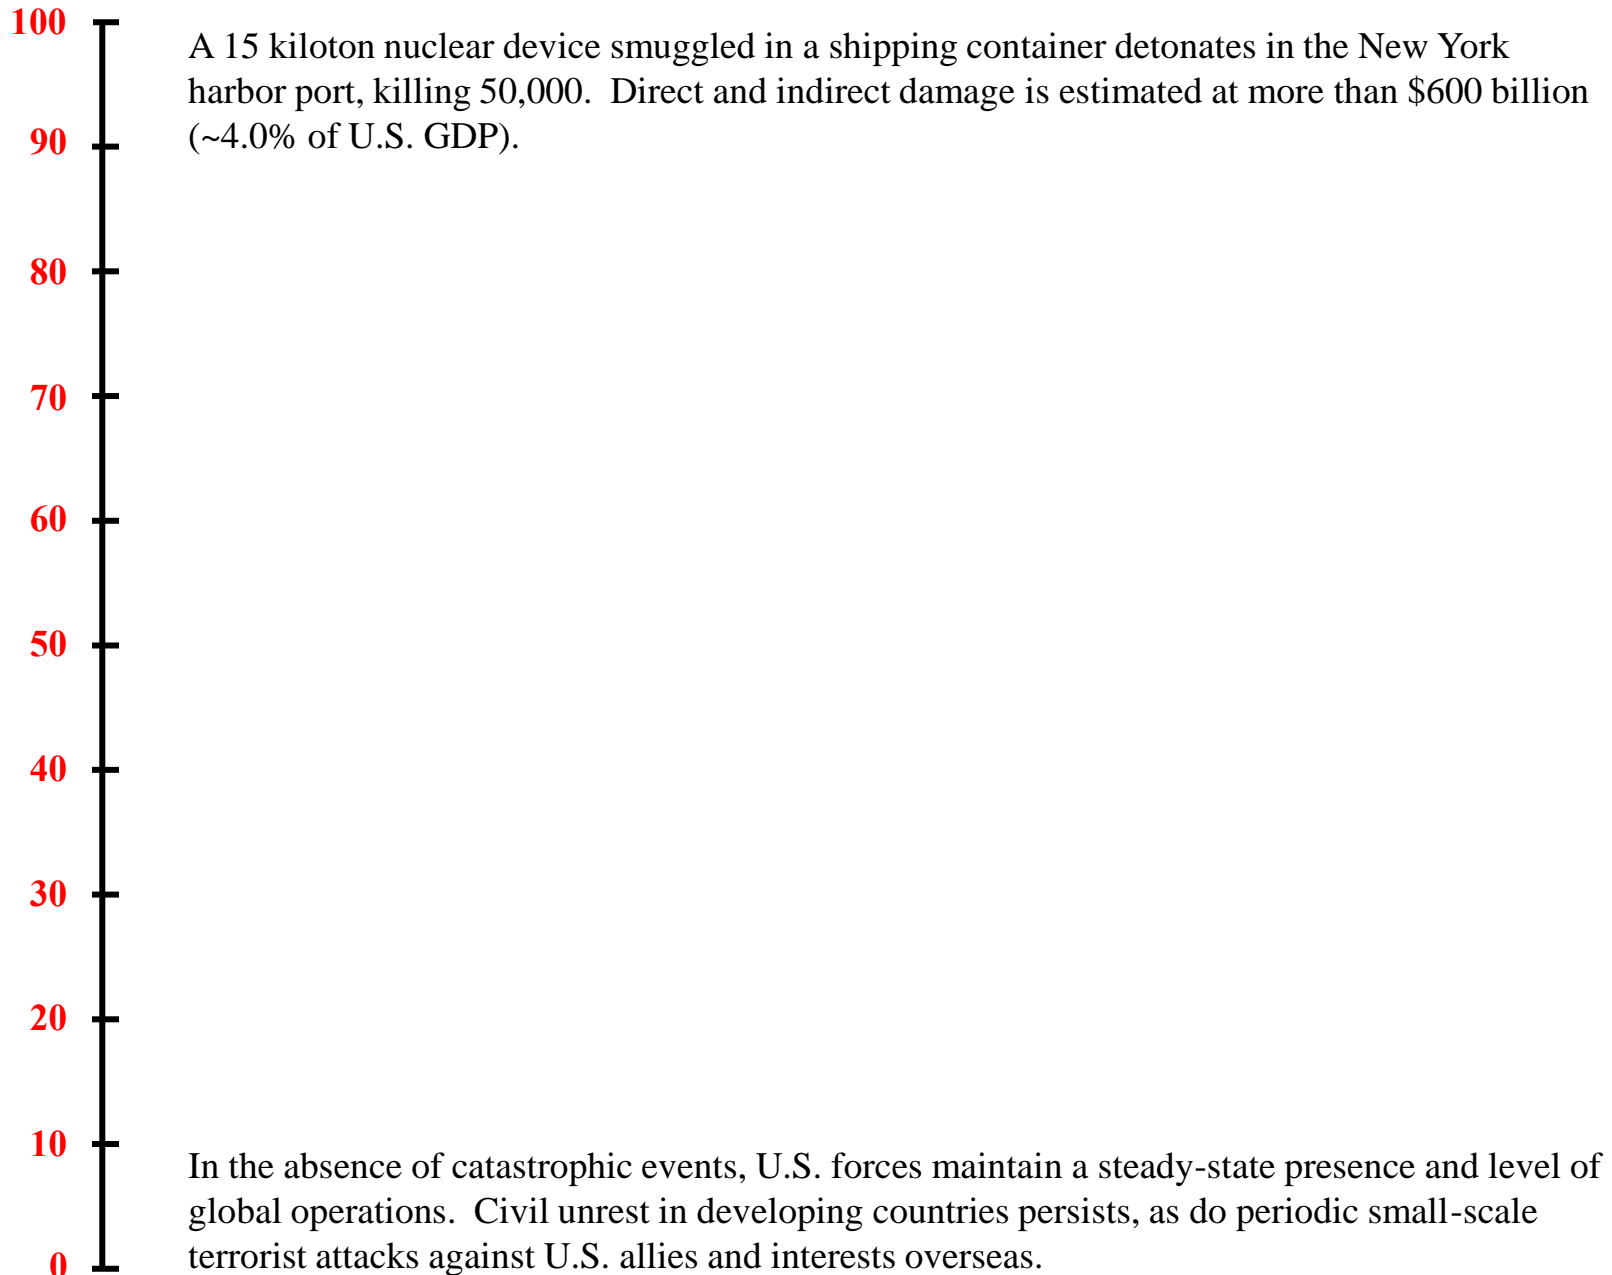 100
A 15 kiloton nuclear device smuggled in a shipping container detonates in the New York
harbor port, killing 50,000.  Direct and indirect damage is estimated at more than $600 billion
90
(~4.0% of U.S. GDP).
80
70
60
50
40
30
20
10
In the absence of catastrophic events, U.S. forces maintain a steady-state presence and level of
global operations.  Civil unrest in developing countries persists, as do periodic small-scale
terrorist attacks against U.S. allies and interests overseas.
0